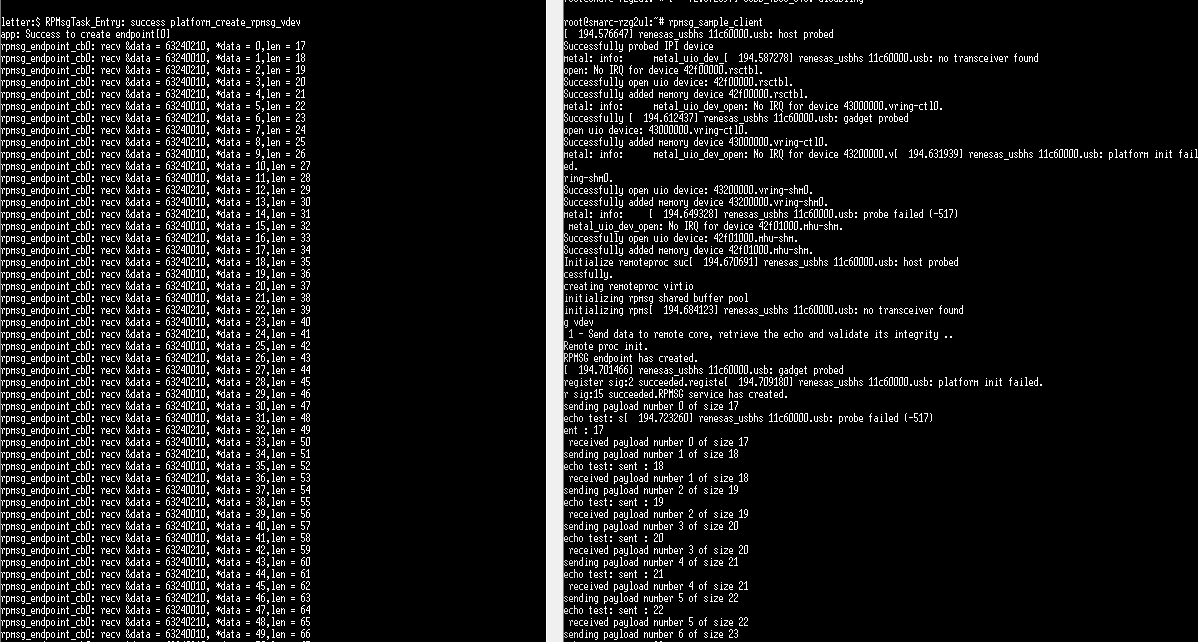 letter:$ RPMsgTask_Entry: success platform_create_rpmsg_vdev
app: Success to create endpoint[0]
rpmsg_endpoint_cb0: recv &data = 63240210, *data = 0,len = 17
rpmsg_endpoint_cb0: recv &data = 63240010, *data = 1,len = 18
rpmsg_endpoint_cb0: recv &data = 63240210, *data = 2,len = 19
rpmsg_endpoint_cb0: recv &data = 63240010, *data = 3,len = 20
rpmsg_endpoint_cb0: recv &data = 63240210, *data = 4,len = 21
rpmsg_endpoint_cb0: recv &data = 63240010, *data = 5,len = 22
rpmsg_endpoint_cb0: recv &data = 63240210, *data = 6,len = 23
rpmsg_endpoint_cb0: recv &data = 63240010, *data = 7,len = 24
rpmsg_endpoint_cb0: recv &data = 63240210, *data = 8,len = 25
rpmsg_endpoint_cb0: recv &data = 63240010, *data = 9,len = 26
rpmsg_endpoint_cb0: recv &data = 63240210, *data = 10,len = 27
rpmsg_endpoint_cb0: recv &data = 63240010, *data = 11,len = 28
rpmsg_endpoint_cb0: recv &data = 63240210, *data = 12,len = 29
rpmsg_endpoint_cb0: recv &data = 63240010, *data = 13,len = 30
rpmsg_endpoint_cb0: recv &data = 63240210, *data = 14,len = 31
rpmsg_endpoint_cb0: recv &data = 63240010, *data = 15,len = 32
rpmsg_endpoint_cb0: recv &data = 63240210, *data = 16,len = 33
rpmsg_endpoint_cb0: recv &data = 63240010, *data = 17,len = 34
rpmsg_endpoint_cb0: recv &data = 63240210, *data = 18,len = 35
rpmsg_endpoint_cb0: recv &data = 63240010, *data = 19,len = 36
rpmsg_endpoint_cb0: recv &data = 63240210, *data = 20,len = 37
rpmsg_endpoint_cb0: recv &data = 63240010, *data = 21,len = 38
rpmsg_endpoint_cb0: recv &data = 63240210, *data = 22,len = 39
rpmsg_endpoint_cb0: recv &data = 63240010, *data = 23,len = 40
rpmsg_endpoint_cb0: recv &data = 63240210, *data = 24,len = 41
rpmsg_endpoint_cb0: recv &data = 63240010, *data = 25,len = 42
rpmsg_endpoint_cb0: recv &data = 63240210, *data = 26,len = 43
rpmsg_endpoint_cb0: recv &data = 63240010, *data = 27,len = 44
rpmsg_endpoint_cb0: recv &data = 63240210, *data = 28,len = 45
rpmsg_endpoint_cb0: recv &data = 63240010, *data = 29,len = 46
rpmsg_endpoint_cb0: recv &data = 63240210, *data = 30,len = 47
rpmsg_endpoint_cb0: recv &data = 63240010, *data = 31,len = 48
rpmsg_endpoint_cb0: recv &data = 63240210, *data = 32,len = 49
rpmsg_endpoint_cb0: recv &data = 63240010, *data = 33,len = 50
rpmsg_endpoint_cb0: recv &data = 63240210, *data = 34,len = 51
rpmsg_endpoint_cb0: recv &data = 63240010, *data = 35,len = 52
rpmsg_endpoint_cb0: recv &data = 63240210, *data = 36,len = 53
rpmsg_endpoint_cb0: recv &data = 63240010, *data = 37,len = 54
rpmsg_endpoint_cb0: recv &data = 63240210, *data = 38,len = 55
rpmsg_endpoint_cb0: recv &data = 63240010, *data = 39,len = 56
rpmsg_endpoint_cb0: recv &data = 63240210, *data = 40,len = 57
rpmsg_endpoint_cb0: recv &data = 63240010, *data = 41,len = 58
rpmsg_endpoint_cb0: recv &data = 63240210, *data = 42,len = 59
rpmsg_endpoint_cb0: recv &data = 63240010, *data = 43,len = 60
rpmsg_endpoint_cb0: recv &data = 63240210, *data = 44,len = 61
rpmsg_endpoint_cb0: recv &data = 63240010, *data = 45,len = 62
rpmsg_endpoint_cb0: recv &data = 63240210, *data = 46,len = 63
rpmsg_endpoint_cb0: recv &data = 63240010, *data = 47,len = 64
rpmsg_endpoint_cb0: recv &data = 63240210, *data = 48,len = 65
rpmsg_endpoint_cb0: recv &data = 63240010, *data = 49,len = 66
root@smarc-rzg2ul:~# rpmsg_sample_client
[  194.576647] renesas_usbhs 11c60000.usb: host probed
Successfully probed IPI device
metal: info:      metal_uio_dev_[  194.587278] renesas_usbhs 11c60000.usb: no transceiver found
open: No IRQ for device 42f00000.rsctbl.
Successfully open uio device: 42f00000.rsctbl.
Successfully added memory device 42f00000.rsctbl.
metal: info:      metal_uio_dev_open: No IRQ for device 43000000.vring-ctl0.
Successfully [  194.612437] renesas_usbhs 11c60000.usb: gadget probed
open uio device: 43000000.vring-ctl0.
Successfully added memory device 43000000.vring-ctl0.
metal: info:      metal_uio_dev_open: No IRQ for device 43200000.v[  194.631939] renesas_usbhs 11c60000.usb: platform init fail
ed.
ring-shm0.
Successfully open uio device: 43200000.vring-shm0.
Successfully added memory device 43200000.vring-shm0.
metal: info:     [  194.649328] renesas_usbhs 11c60000.usb: probe failed (-517)
 metal_uio_dev_open: No IRQ for device 42f01000.mhu-shm.
Successfully open uio device: 42f01000.mhu-shm.
Successfully added memory device 42f01000.mhu-shm.
Initialize remoteproc suc[  194.670691] renesas_usbhs 11c60000.usb: host probed
cessfully.
creating remoteproc virtio
initializing rpmsg shared buffer pool
initializing rpms[  194.684123] renesas_usbhs 11c60000.usb: no transceiver found
g vdev
 1 - Send data to remote core, retrieve the echo and validate its integrity ..
Remote proc init.
RPMSG endpoint has created.
[  194.701466] renesas_usbhs 11c60000.usb: gadget probed
register sig:2 succeeded.registe[  194.709180] renesas_usbhs 11c60000.usb: platform init failed.
r sig:15 succeeded.RPMSG service has created.
sending payload number 0 of size 17
echo test: s[  194.723260] renesas_usbhs 11c60000.usb: probe failed (-517)
ent : 17
 received payload number 0 of size 17
sending payload number 1 of size 18
echo test: sent : 18
 received payload number 1 of size 18
sending payload number 2 of size 19
echo test: sent : 19
 received payload number 2 of size 19
sending payload number 3 of size 20
echo test: sent : 20
 received payload number 3 of size 20
sending payload number 4 of size 21
echo test: sent : 21
 received payload number 4 of size 21
sending payload number 5 of size 22
echo test: sent : 22
 received payload number 5 of size 22
sending payload number 6 of size 23